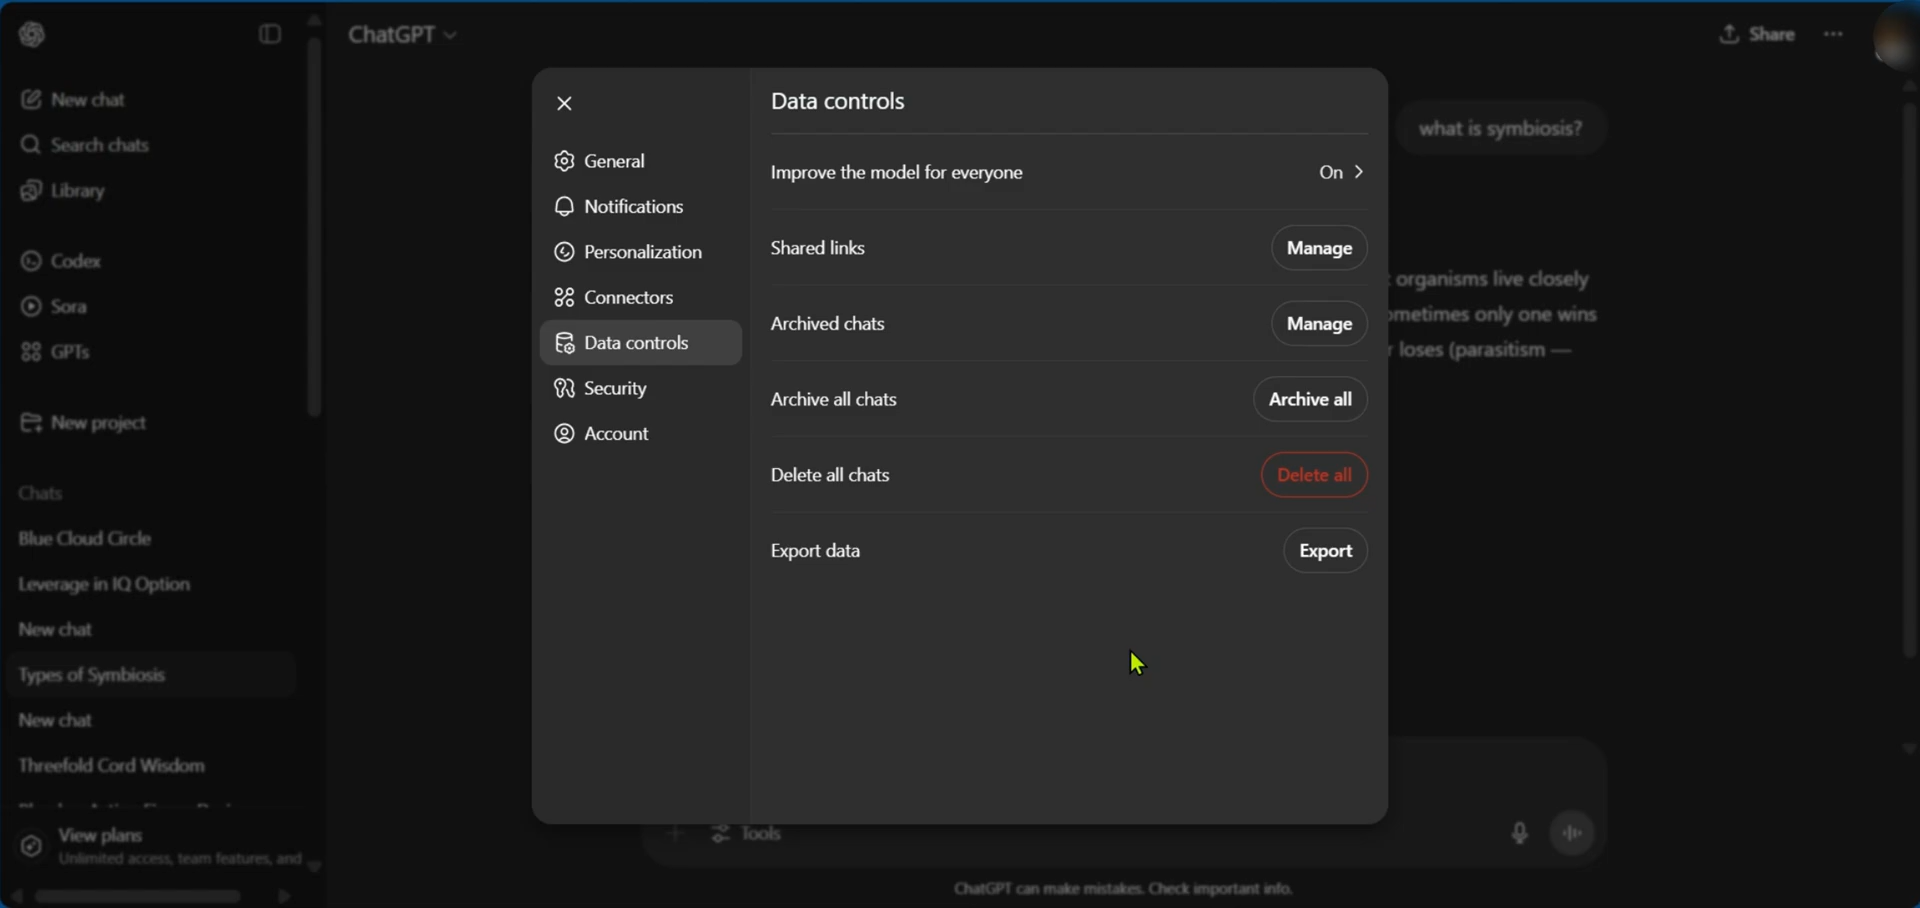 ChatGPT
Share
New chat
Search chats
Library
Codex
Sora
GPTs
New project
Chats
Blue Cloud Circle
Leverage in IQ Option
New chat
Types of Symbiosis
New chat
Threefold Cord Wisdom
View plans
Unlimited access, team features, and
General
Notifications
Personalization
Connectors
Data controls
Security
Account
Data controls
Improve the model for everyone
On
Shared links
Manage
Archived chats
Manage
Archive all chats
Archive all
Delete all chats
Delete all
Export data
Export
what is symbiosis?
organisms live closely
ometimes only one wins
r loses (parasitism —
Tools
ChatGPT can make mistakes. Check important info.